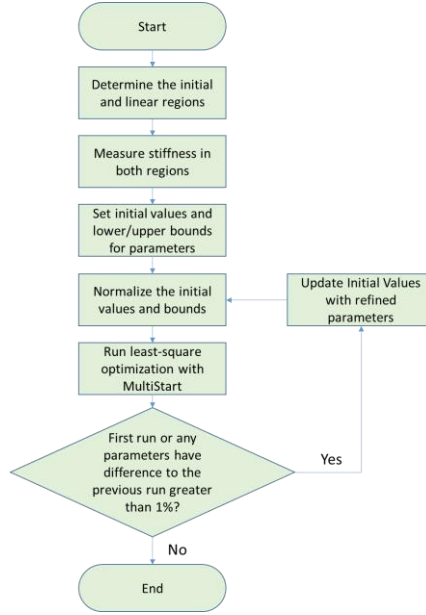 Start
Determine the initial
and linear regions
Measure stiffness in
both regions
Set initial values and
lower/upper bounds
for parameters
Normalize the initial
values and bounds
Update Initial Values
with refined
parameters
Run least-square
optimization with
MultiStart
First run or any
parameters have
difference to the
previous run greater
than 1%?
Yes
No
End